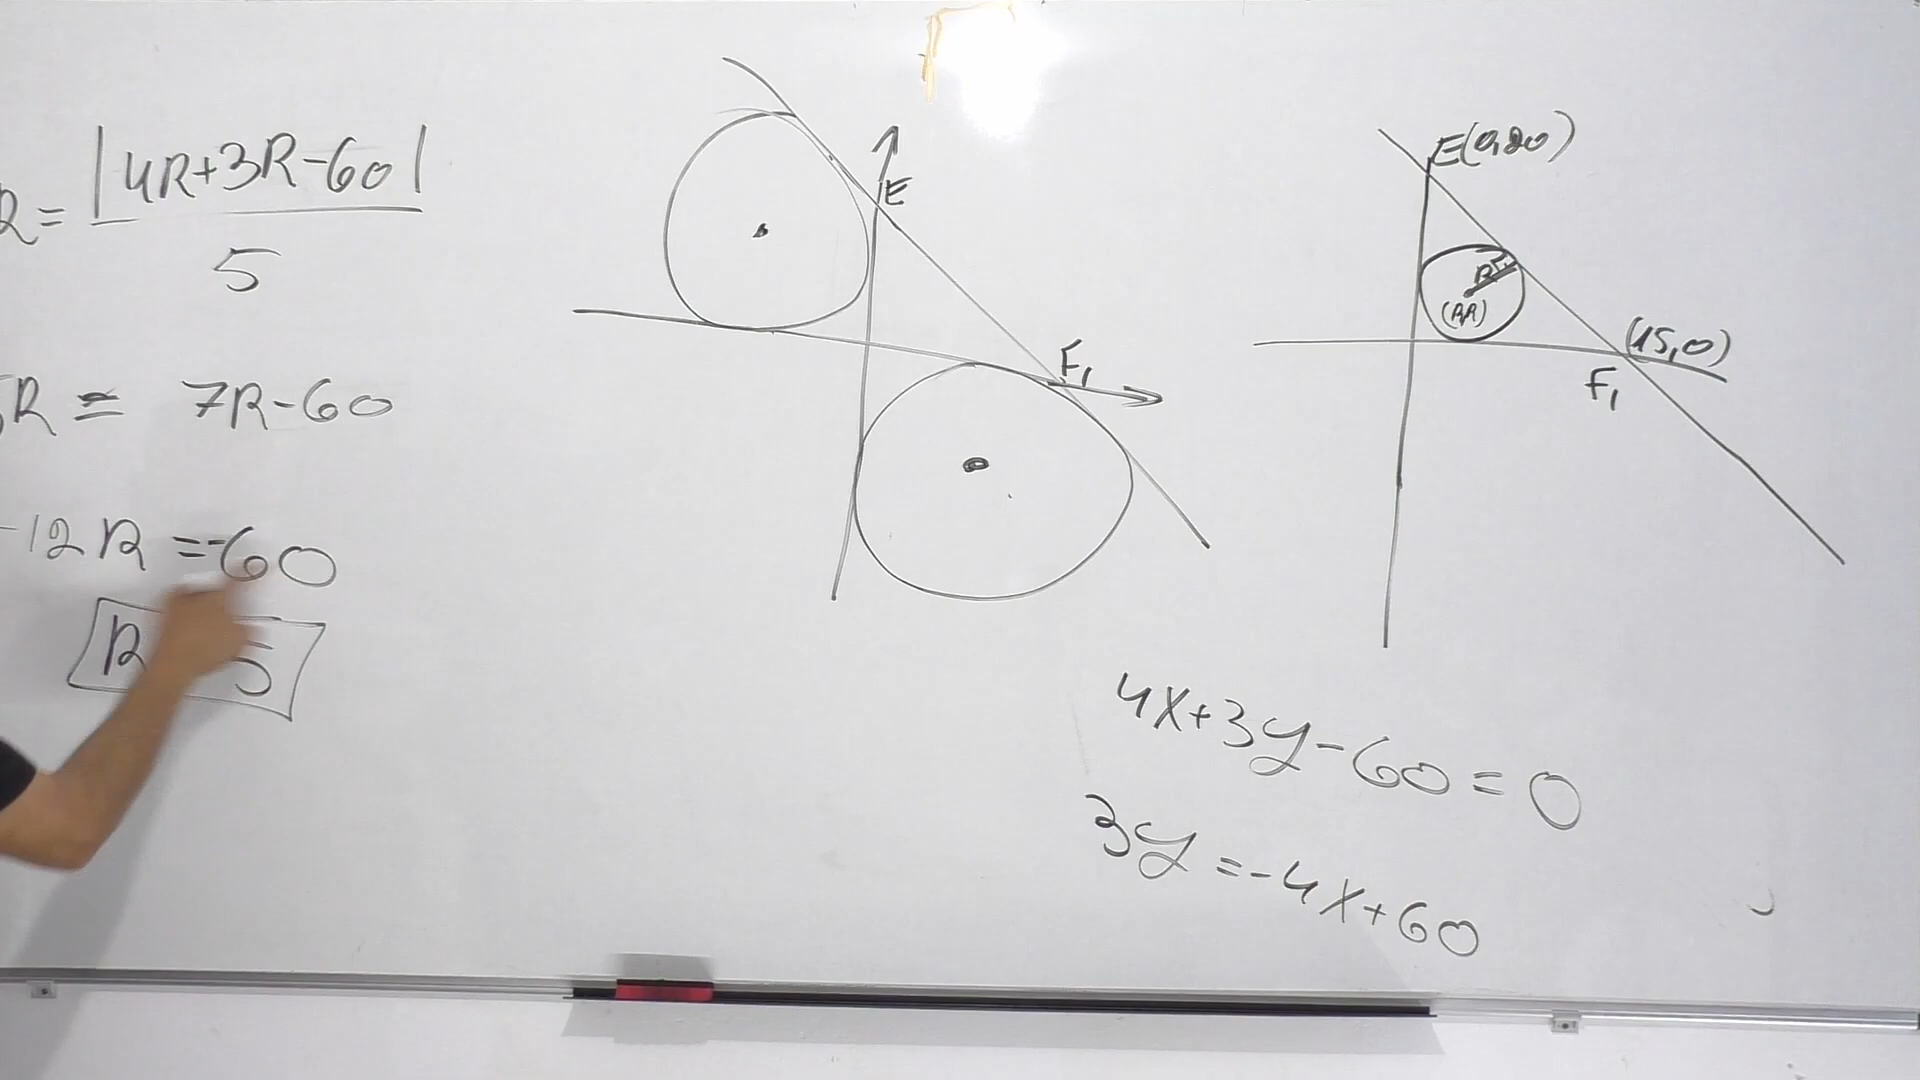 R = |4R+3R-60|
5
5R = 7R-60
-12R = -60
R 5
E
F₁
E(0,20)
R
(R,R)
(15,0)
F₁
4x+3y-60=0
3y=-4x+60